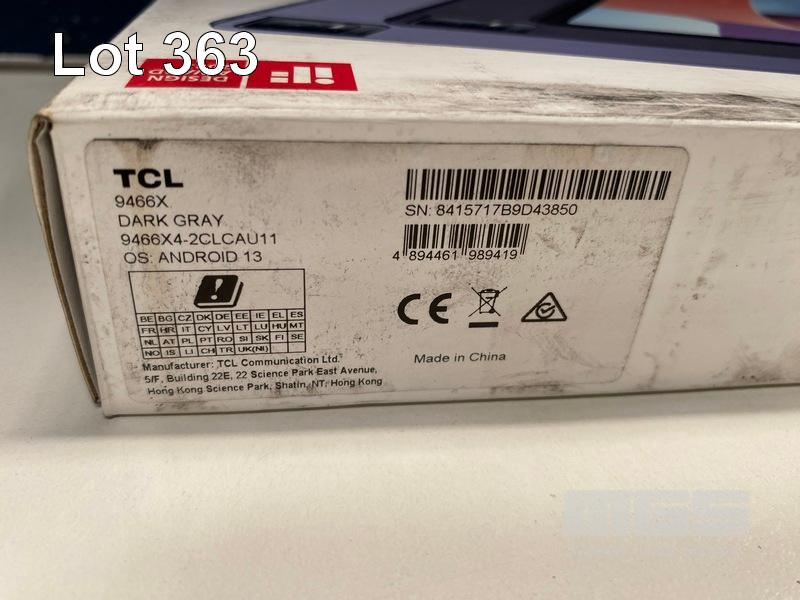 Lot 363
DESIGN
iF
TCL
9466X
DARK GRAY
9466X4-2CLCAU11
OS: ANDROID 13
SN: 8415717B9D43850
4 894461 989419
BE BG CZ DK DE EE IE EL ES
FR HR IT CY LV LT LU HU MT
NL AT PL PT RO SI SK FI SE
NO IS LI CH TR UK(NI)
Manufacturer: TCL Communication Ltd.
5/F, Building 22E, 22 Science Park East Avenue,
Hong Kong Science Park, Shatin, NT, Hong Kong
CE
Made in China
MGS